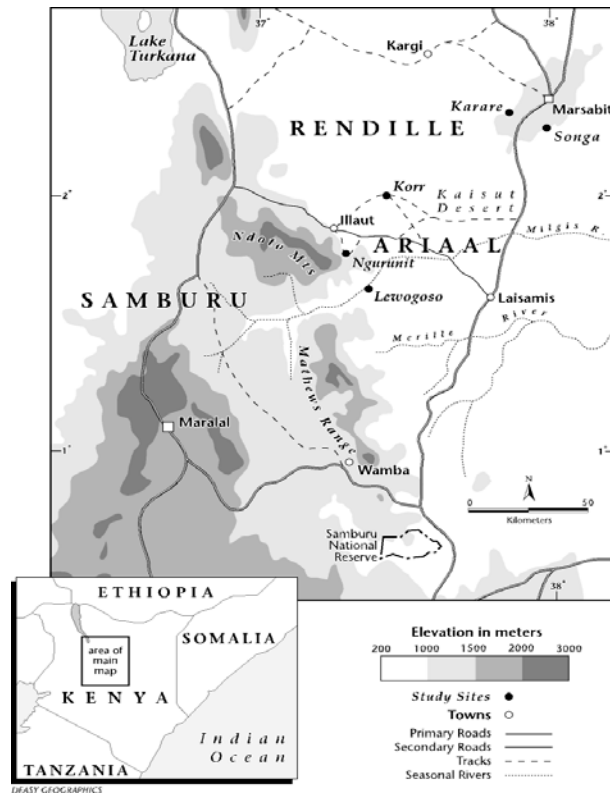 37
38
Lake
Turkana
Kargi
Marsabit
Karare
Songa
RENDILLE
2°
Korr
Kaisut
Desert
2°
Illaut
Milgis R.
ARIAAL
Ndoto Mts
Ngurunit
SAMBURU
Lewogoso
Laisamis
Merille
River
Mathews Range
Maralal
1°
Wamba
1°
N
0
50
Kilometers
Samburu
National
Reserve
38°
ETHIOPIA
SOMALIA
area of
main
map
KENYA
Indian
Ocean
TANZANIA
DEASY GEOGRAPHICS
Elevation in meters
200 1000 1500 2000 3000
Study Sites
Towns
Primary Roads
Secondary Roads
Tracks
Seasonal Rivers